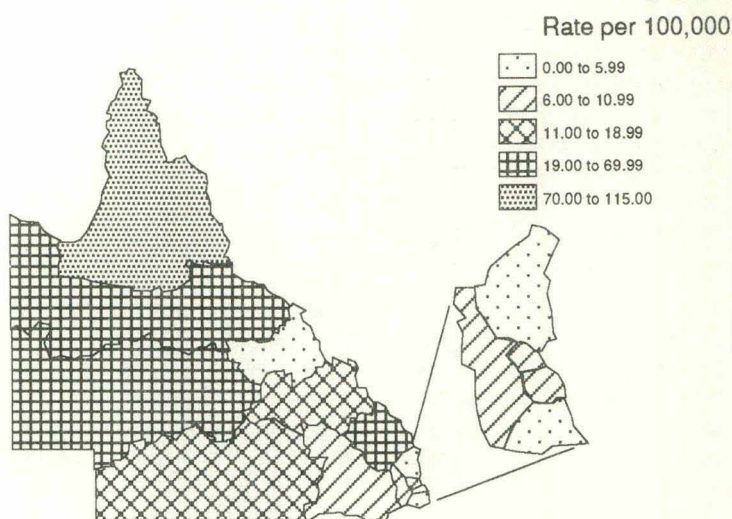 Rate per 100,000
0.00 to 5.99
6.00 to 10.99
11.00 to 18.99
19.00 to 69.99
70.00 to 115.00